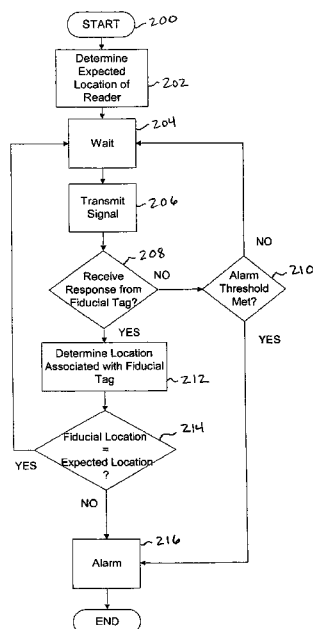 START
200
Determine
Expected
Location of
Reader
202
204
Wait
Transmit
Signal
206
208
Receive
Response from
Fiducial Tag?
NO
NO
Alarm
Threshold
Met?
210
YES
YES
Determine Location
Associated with Fiducial
Tag
212
Fiducial Location
=
Expected Location
?
214
YES
NO
216
Alarm
END